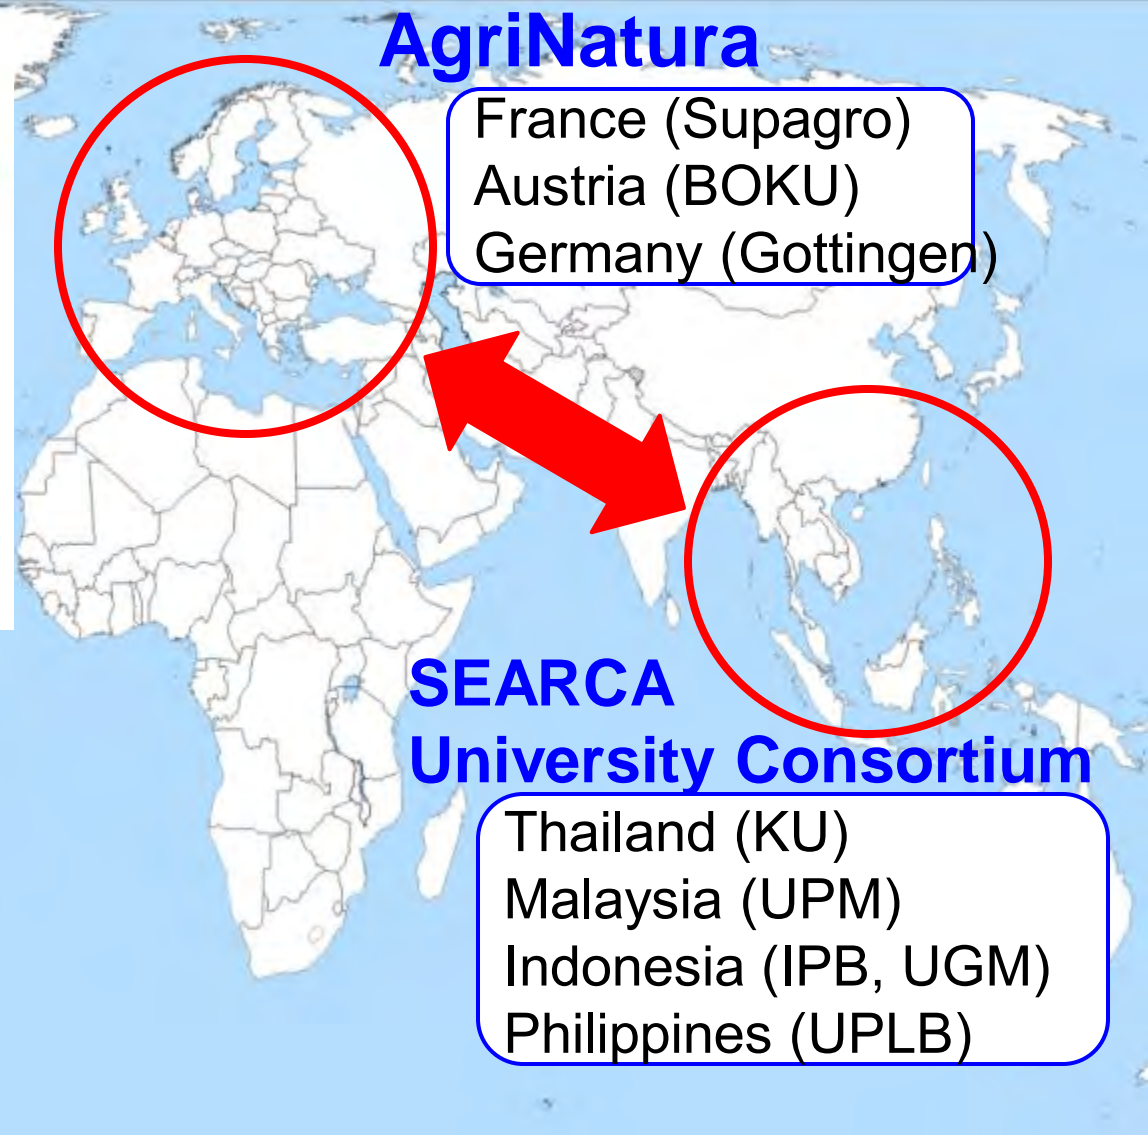 AgriNatura
France (Supagro)
Austria (BOKU)
Germany (Gottingen)
SEARCA
University Consortium
Thailand (KU)
Malaysia (UPM)
Indonesia (IPB, UGM)
Philippines (UPLB)